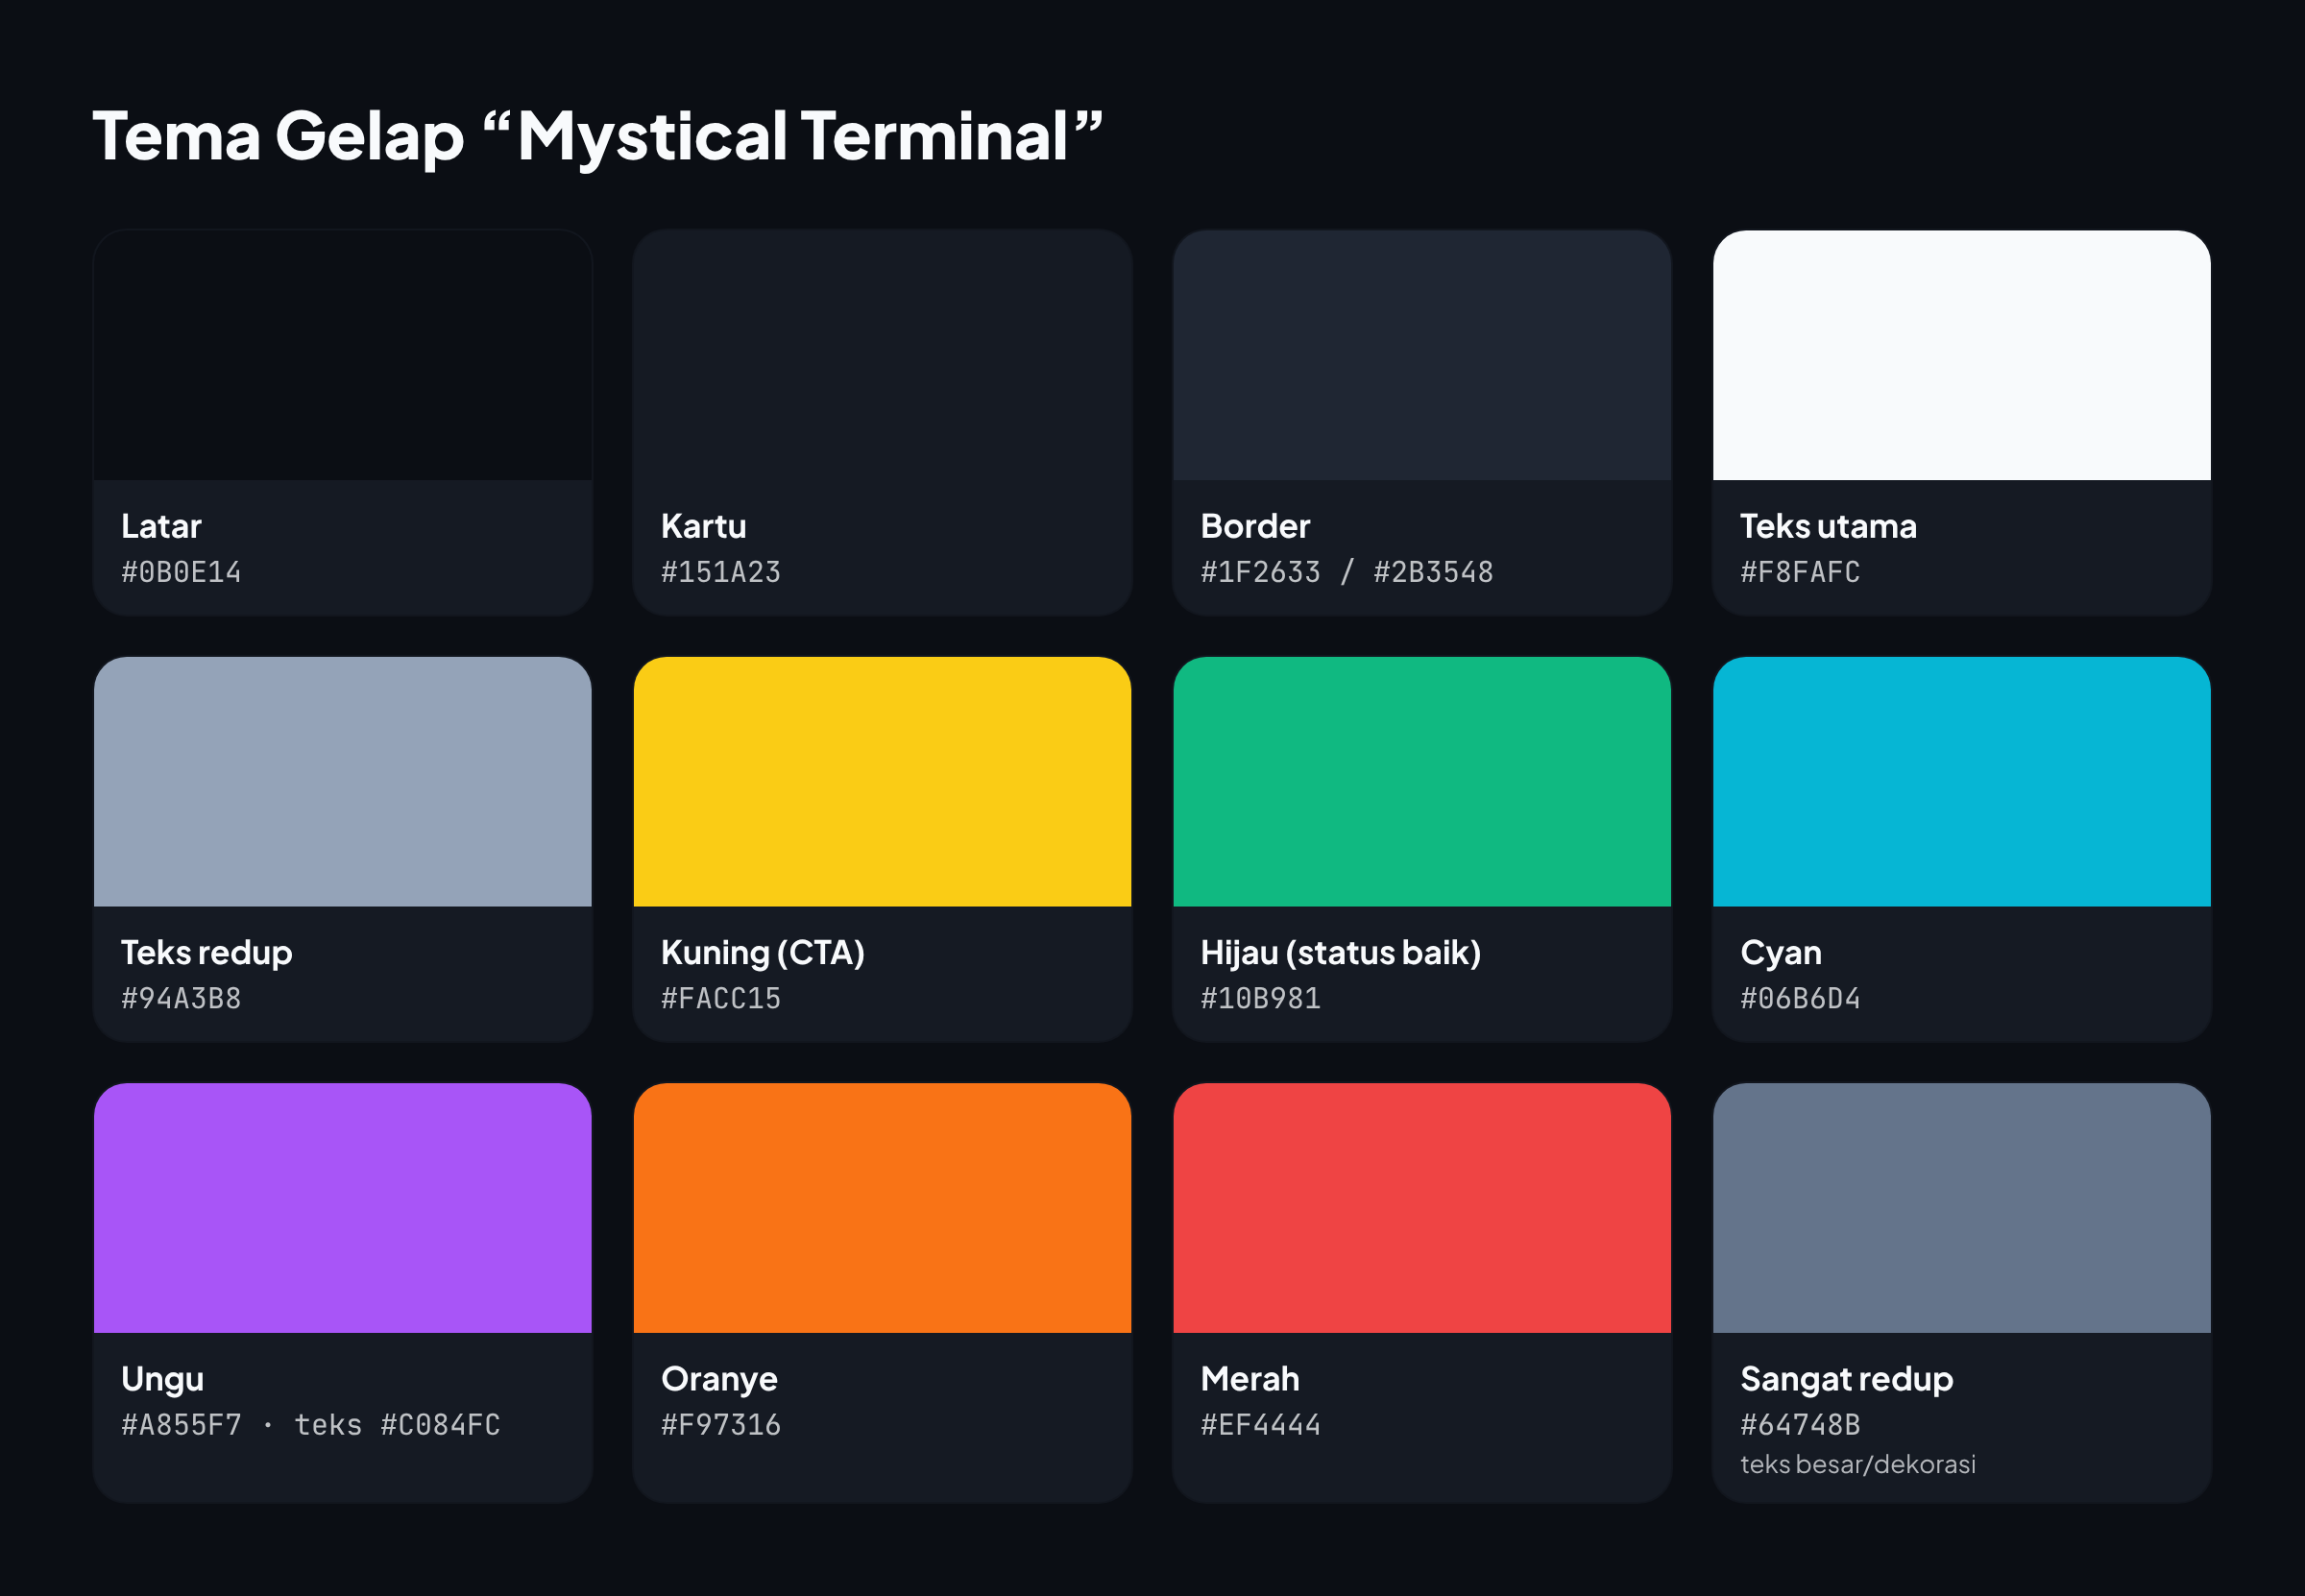 Tema Gelap “Mystical Terminal”
Latar
#0B0E14
Kartu
#151A23
Border
#1F2633 / #2B3548
Teks utama
#F8FAFC
Teks redup
#94A3B8
Kuning (CTA)
#FACC15
Hijau (status baik)
#10B981
Cyan
#06B6D4
Ungu
#A855F7 · teks #C084FC
Oranye
#F97316
Merah
#EF4444
Sangat redup
#64748B
teks besar/dekorasi